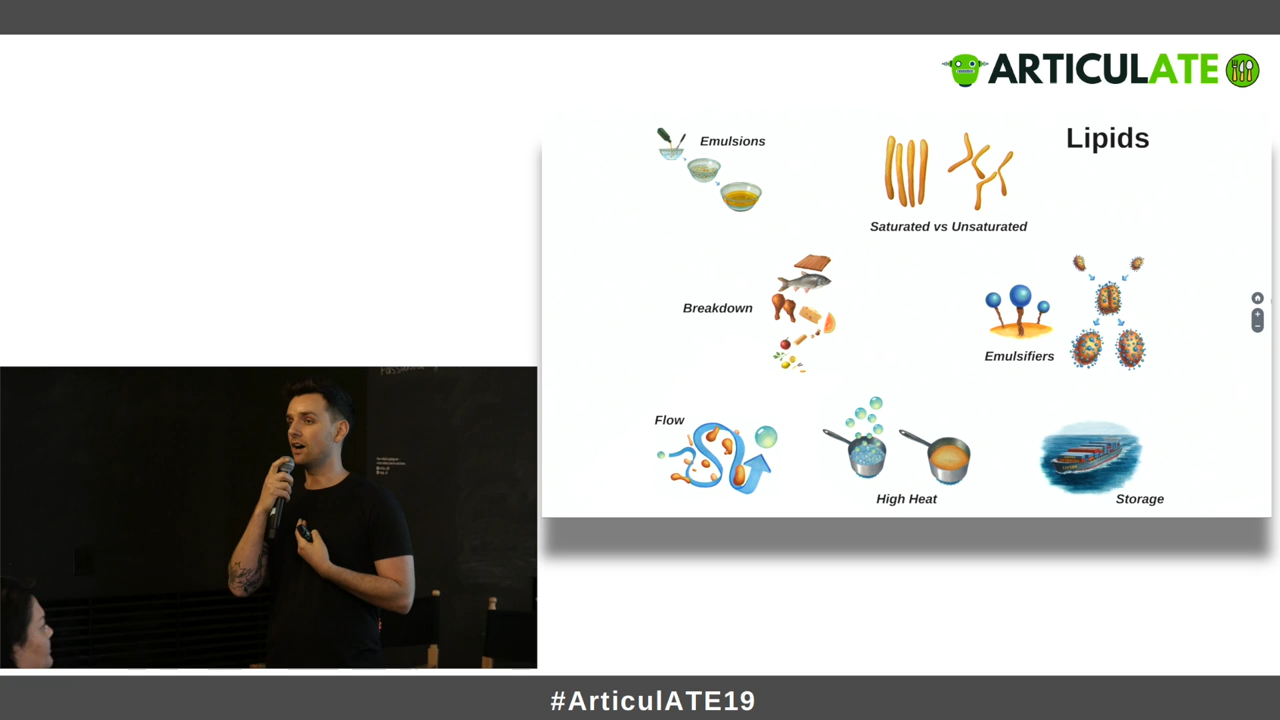 ARTICULATE
Lipids
Emulsions
Saturated vs Unsaturated
Breakdown
Emulsifiers
Flow
High Heat
Storage
#ArticulATE19